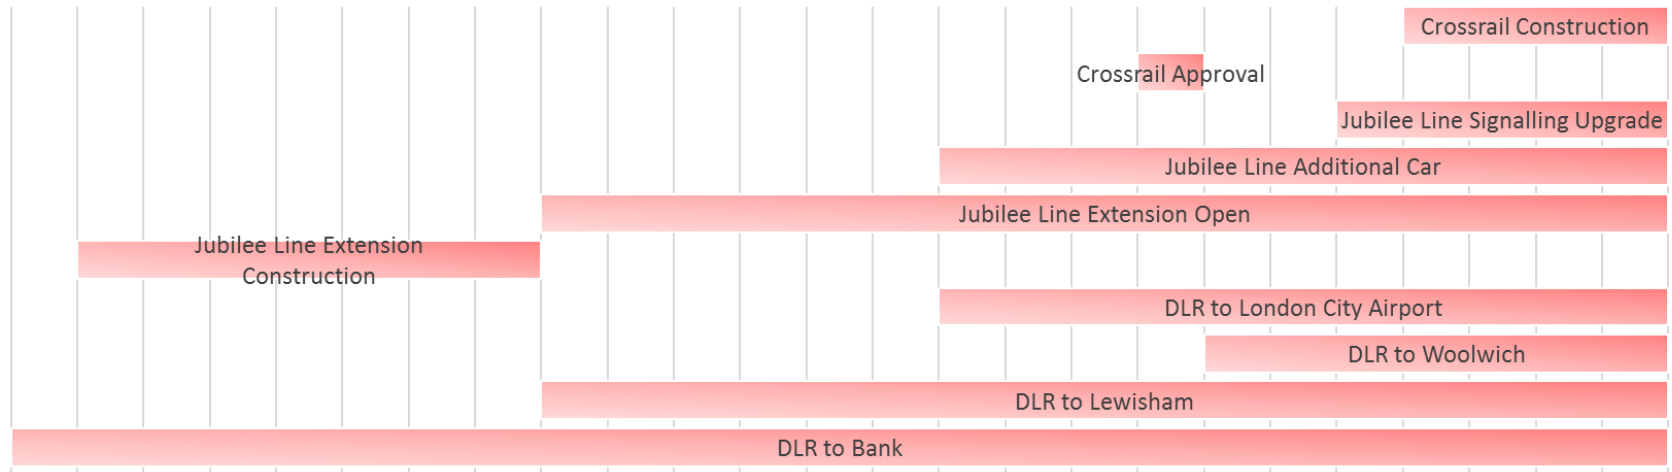 Crossrail Construction
Crossrail Approval
Jubilee Line Signalling Upgrade
Jubilee Line Additional Car
Jubilee Line Extension Open
Jubilee Line Extension
Construction
DLR to London City Airport
DLR to Woolwich
DLR to Lewisham
DLR to Bank